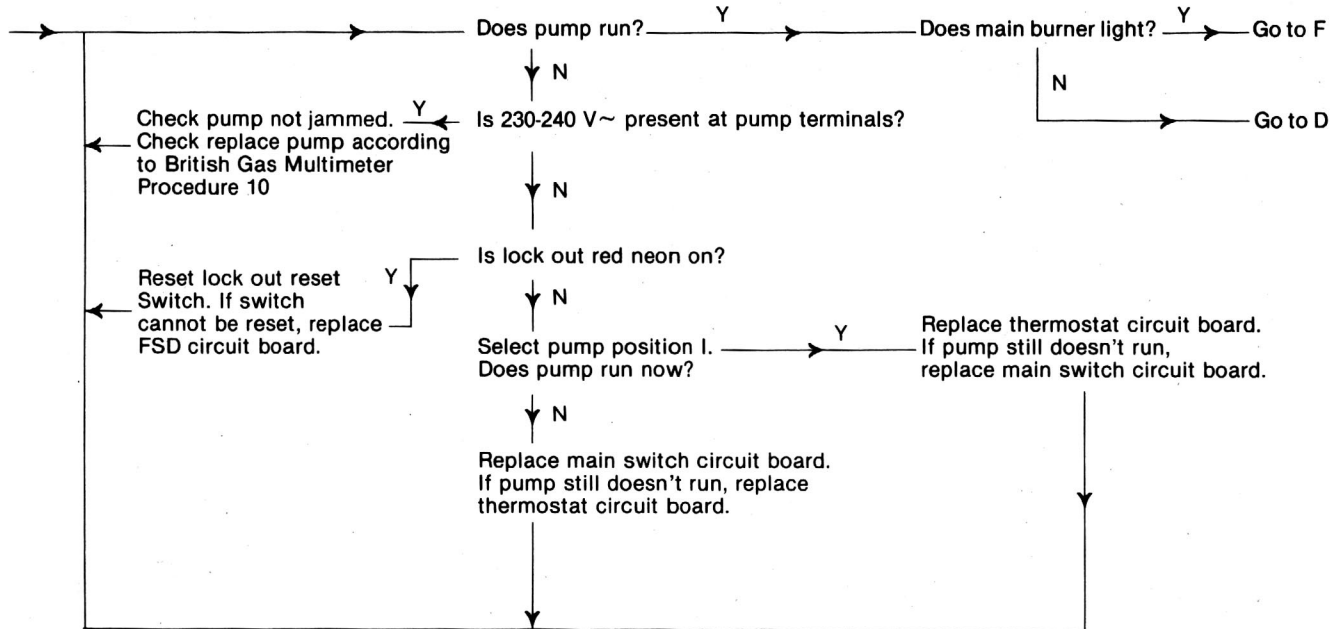 Does pump run?
Y
Does main burner light?
Y
Go to F
N
N
Go to D
Check pump not jammed.
Check replace pump according
to British Gas Multimeter
Procedure 10
Y
Is 230-240 V~ present at pump terminals?
N
Is lock out red neon on?
Y
Reset lock out reset
Switch. If switch
cannot be reset, replace
FSD circuit board.
N
Select pump position I.
Does pump run now?
Y
Replace thermostat circuit board.
If pump still doesn't run,
replace main switch circuit board.
N
Replace main switch circuit board.
If pump still doesn't run, replace
thermostat circuit board.